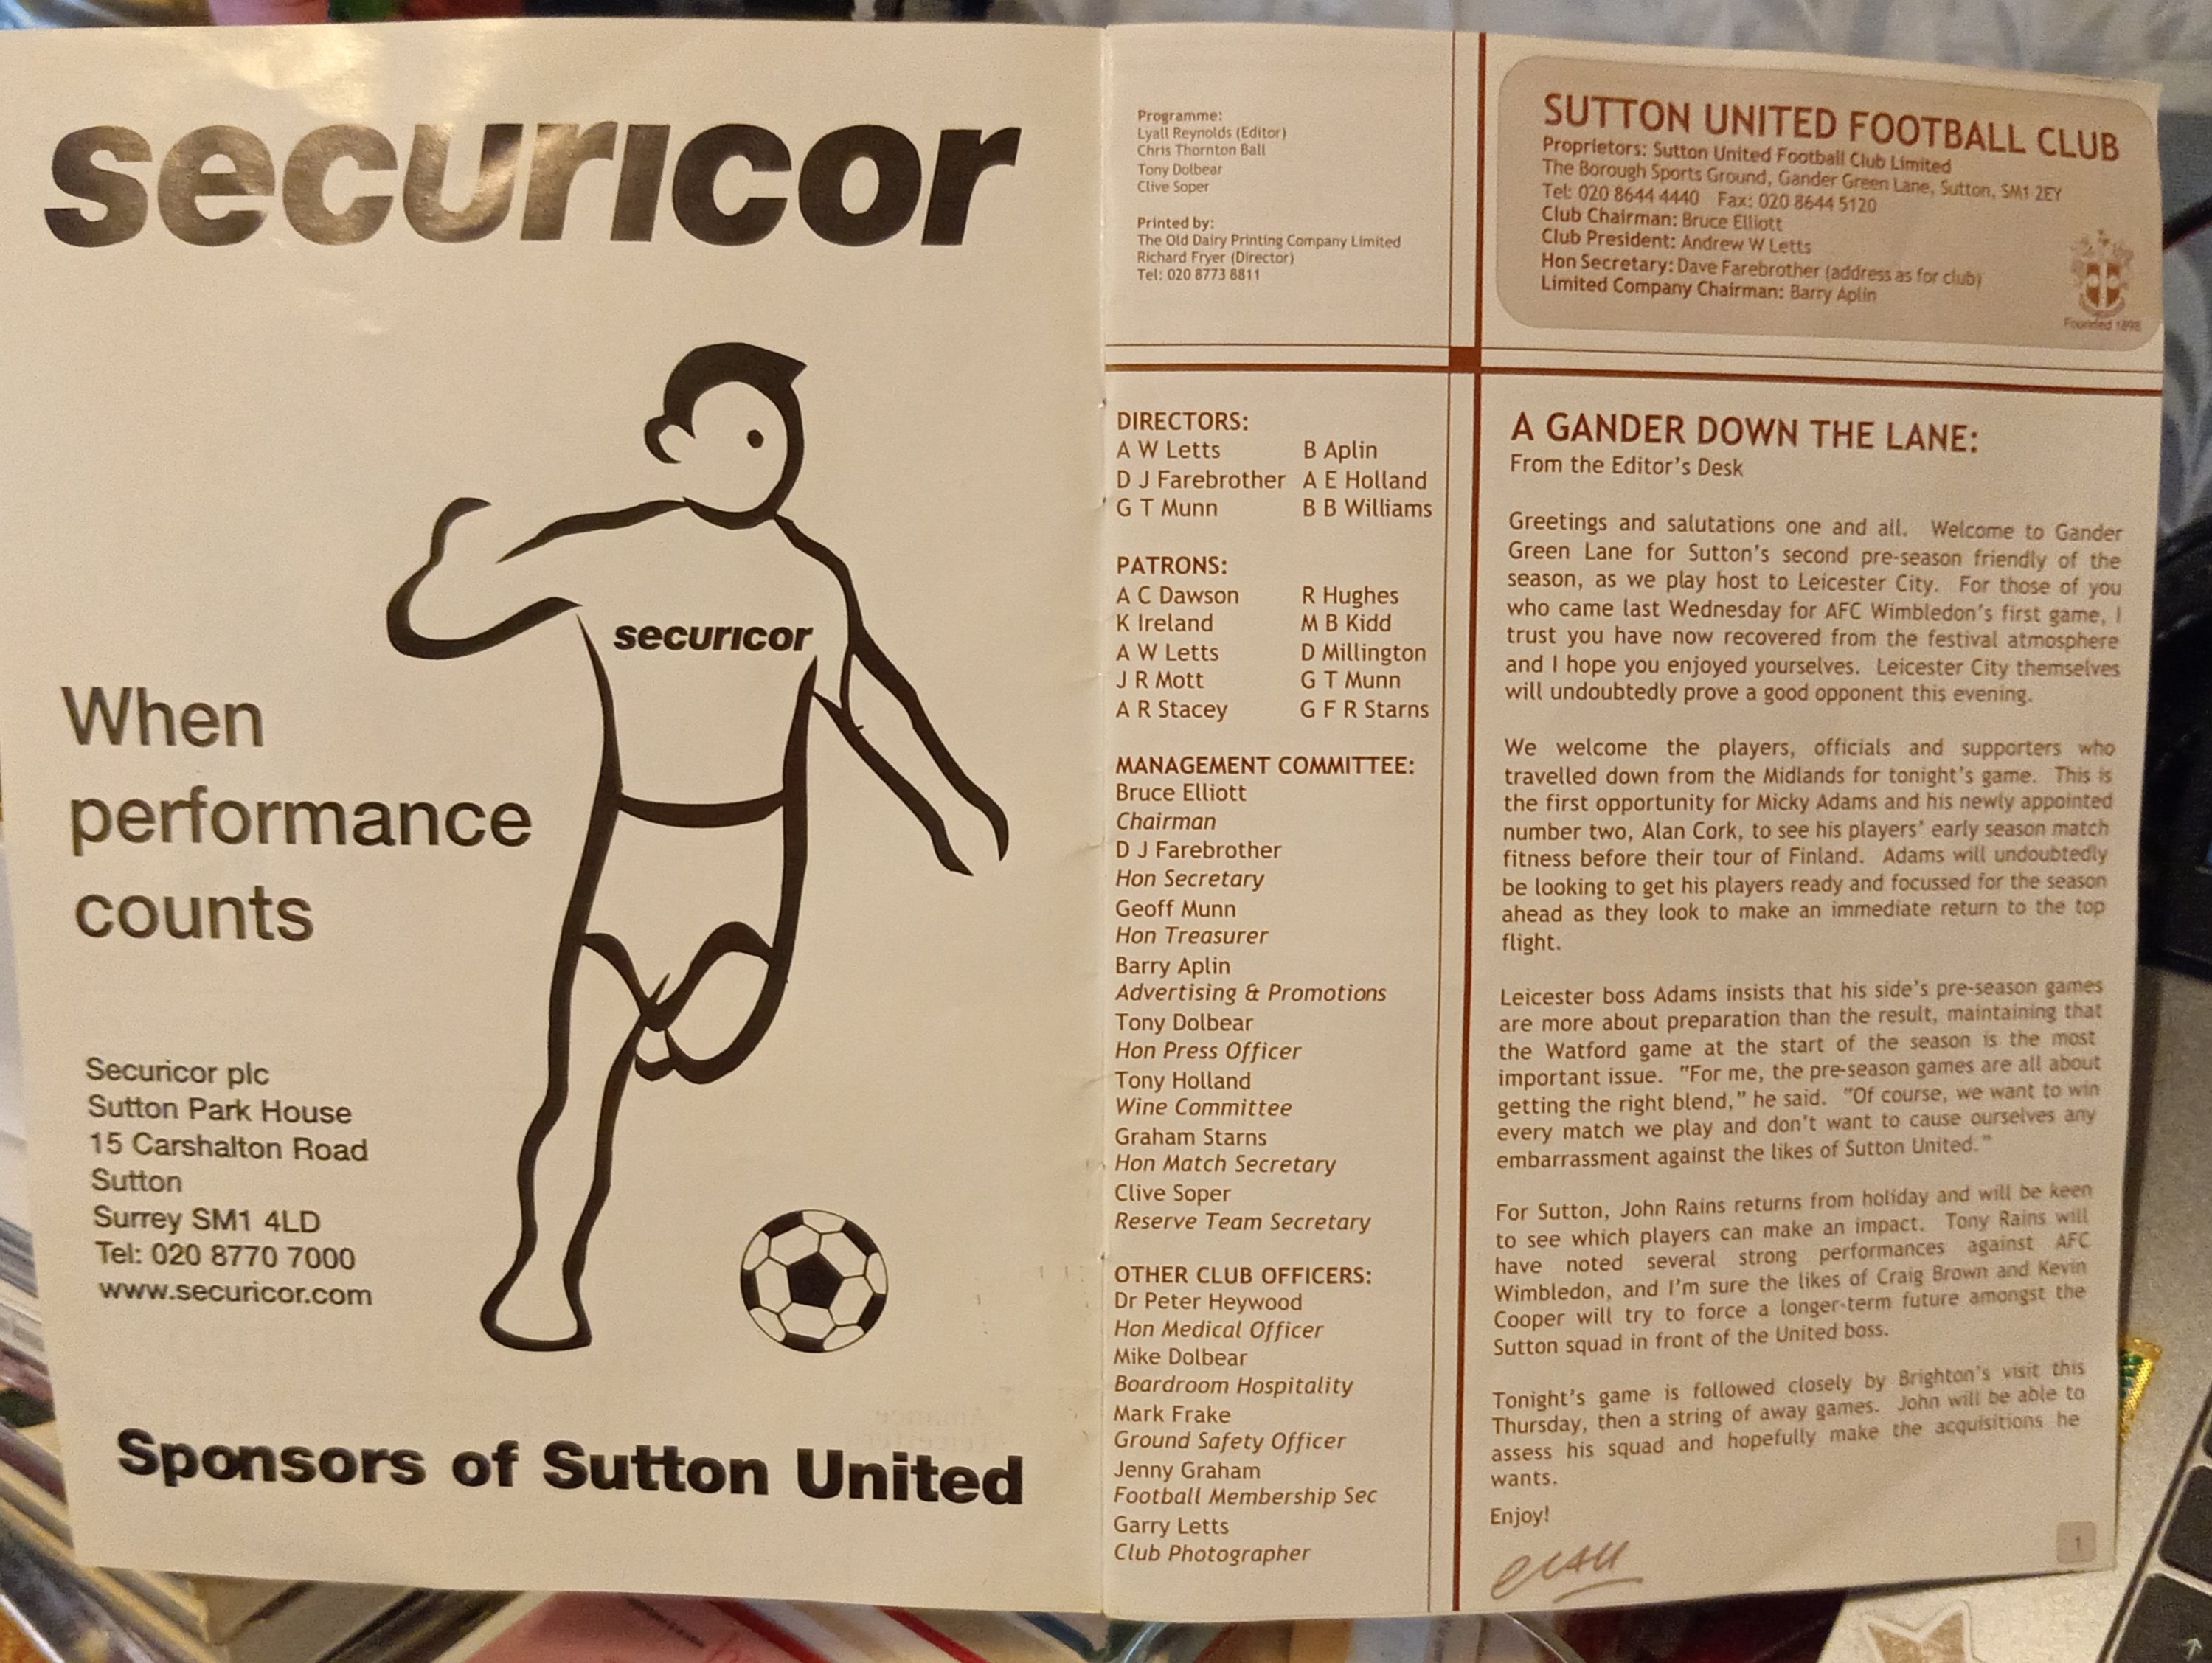 securicor
securicor
When
performance
counts
Securicor plc
Sutton Park House
15 Carshalton Road
Sutton
Surrey SM1 4LD
Tel: 020 8770 7000
www.securicor.com
Sponsors of Sutton United
Programme:
Lyall Reynolds (Editor)
Chris Thornton Ball
Tony Dolbear
Clive Soper
Printed by:
The Old Dairy Printing Company Limited
Richard Fryer (Director)
Tel: 020 8773 8811
SUTTON UNITED FOOTBALL CLUB
Proprietors: Sutton United Football Club Limited
The Borough Sports Ground, Gander Green Lane, Sutton, SM1 2EY
Tel: 020 8644 4440 Fax: 020 8644 5120
Club Chairman: Bruce Elliott
Club President: Andrew W Letts
Hon Secretary: Dave Farebrother (address as for club)
Limited Company Chairman: Barry Aplin
Founded 1898
DIRECTORS:
A W Letts B Aplin
D J Farebrother A E Holland
G T Munn B B Williams
PATRONS:
A C Dawson R Hughes
K Ireland M B Kidd
A W Letts D Millington
J R Mott G T Munn
A R Stacey G F R Starns
MANAGEMENT COMMITTEE:
Bruce Elliott
Chairman
D J Farebrother
Hon Secretary
Geoff Munn
Hon Treasurer
Barry Aplin
Advertising & Promotions
Tony Dolbear
Hon Press Officer
Tony Holland
Wine Committee
Graham Starns
Hon Match Secretary
Clive Soper
Reserve Team Secretary
OTHER CLUB OFFICERS:
Dr Peter Heywood
Hon Medical Officer
Mike Dolbear
Boardroom Hospitality
Mark Frake
Ground Safety Officer
Jenny Graham
Football Membership Sec
Garry Letts
Club Photographer
A GANDER DOWN THE LANE:
From the Editor's Desk
Greetings and salutations one and all. Welcome to Gander
Green Lane for Sutton's second pre-season friendly of the
season, as we play host to Leicester City. For those of you
who came last Wednesday for AFC Wimbledon's first game, I
trust you have now recovered from the festival atmosphere
and I hope you enjoyed yourselves. Leicester City themselves
will undoubtedly prove a good opponent this evening.
We welcome the players, officials and supporters who
travelled down from the Midlands for tonight's game. This is
the first opportunity for Micky Adams and his newly appointed
number two, Alan Cork, to see his players' early season match
fitness before their tour of Finland. Adams will undoubtedly
be looking to get his players ready and focussed for the season
ahead as they look to make an immediate return to the top
flight.
Leicester boss Adams insists that his side's pre-season games
are more about preparation than the result, maintaining that
the Watford game at the start of the season is the most
important issue. "For me, the pre-season games are all about
getting the right blend," he said. "Of course, we want to win
every match we play and don't want to cause ourselves any
embarrassment against the likes of Sutton United."
For Sutton, John Rains returns from holiday and will be keen
to see which players can make an impact. Tony Rains will
have noted several strong performances against AFC
Wimbledon, and I'm sure the likes of Craig Brown and Kevin
Cooper will try to force a longer-term future amongst the
Sutton squad in front of the United boss.
Tonight's game is followed closely by Brighton's visit this
Thursday, then a string of away games. John will be able to
assess his squad and hopefully make the acquisitions he
wants.
Enjoy!
1